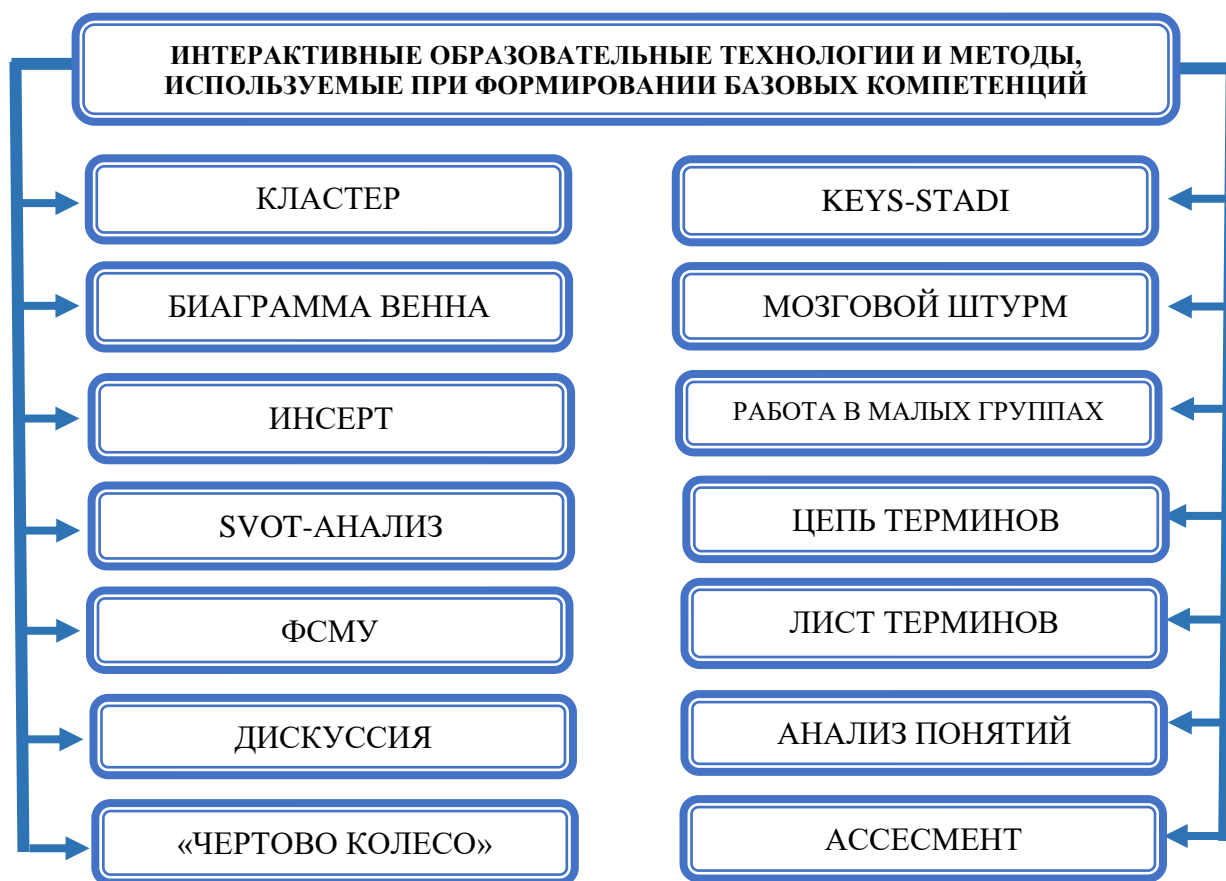 ИНТЕРАКТИВНЫЕ ОБРАЗОВАТЕЛЬНЫЕ ТЕХНОЛОГИИ И МЕТОДЫ,
ИСПОЛЬЗУЕМЫЕ ПРИ ФОРМИРОВАНИИ БАЗОВЫХ КОМПЕТЕНЦИЙ
КЛАСТЕР
KEYS-STADI
БИАГРАММА ВЕННА
МОЗГОВОЙ ШТУРМ
ИНСЕРТ
РАБОТА В МАЛЫХ ГРУППАХ
SVOT-АНАЛИЗ
ЦЕПЬ ТЕРМИНОВ
ФСМУ
ЛИСТ ТЕРМИНОВ
ДИСКУССИЯ
АНАЛИЗ ПОНЯТИЙ
«ЧЕРТОВО КОЛЕСО»
АССЕСМЕНТ